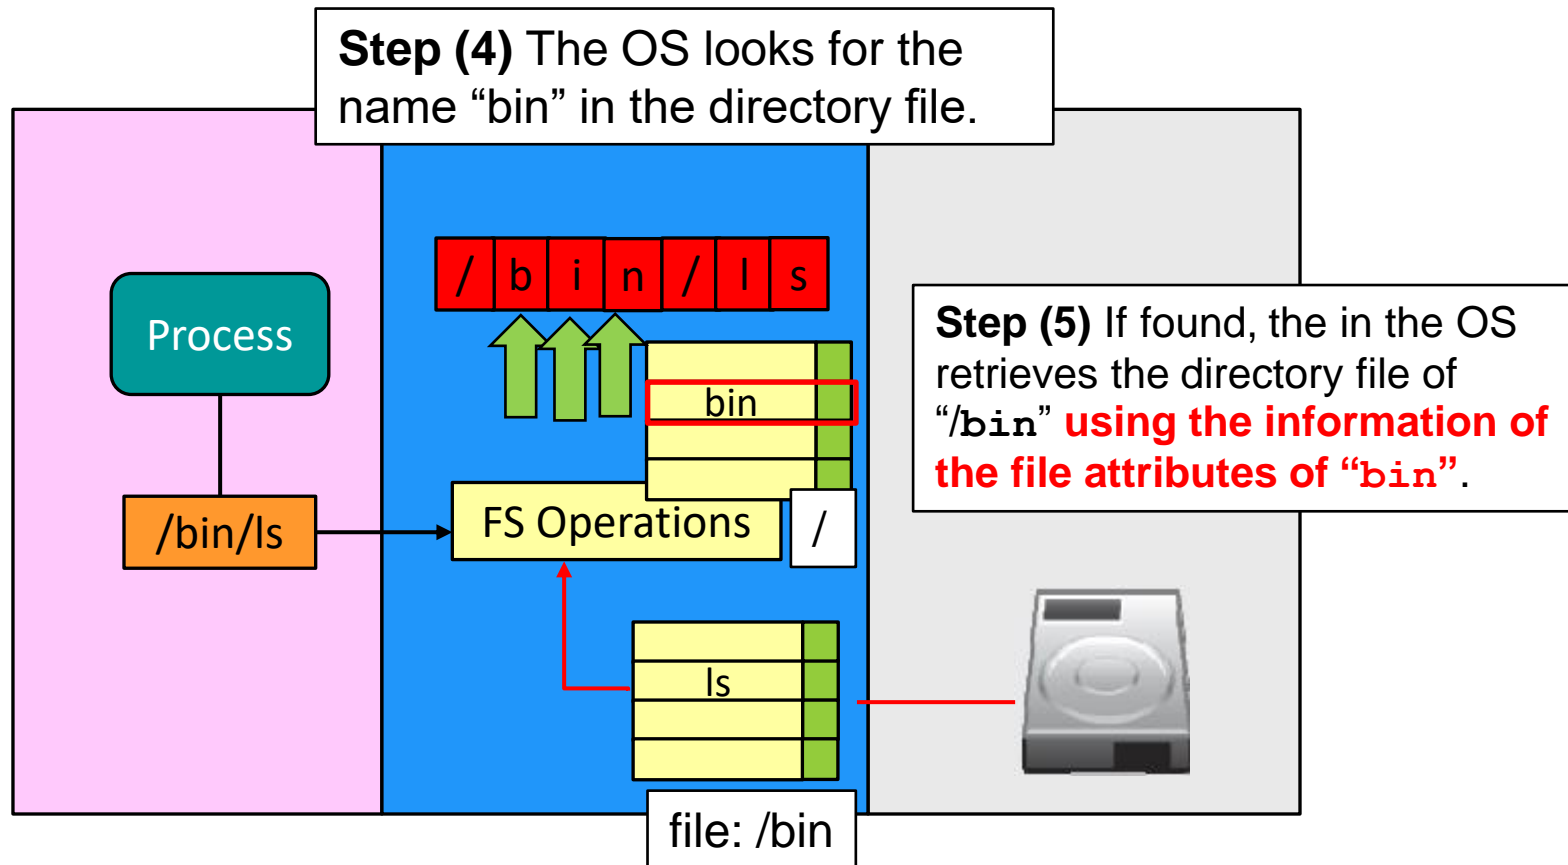 Step (4) The OS looks for the
name “bin” in the directory file.
/ b i n / l s
Process
bin
Step (5) If found, the in the OS
retrieves the directory file of
“/bin” using the information of
the file attributes of “bin”.
/bin/ls
FS Operations
/
ls
file: /bin